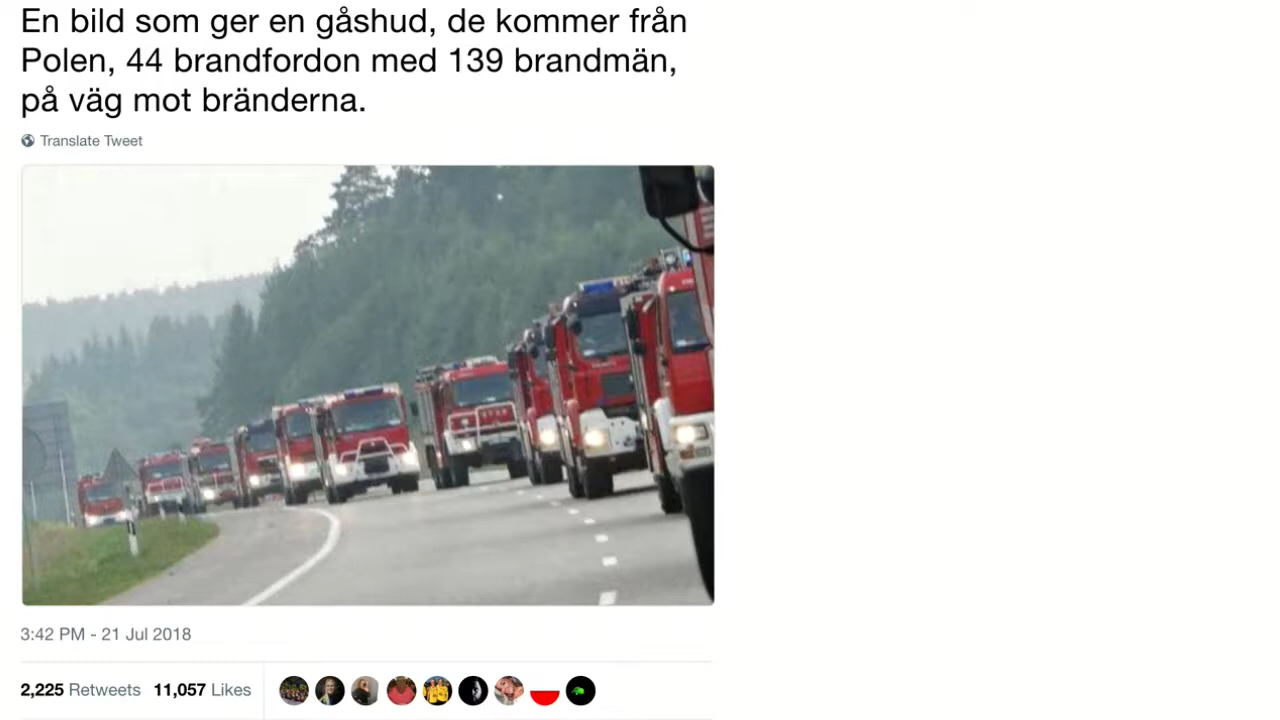 En bild som ger en gåshud, de kommer från
Polen, 44 brandfordon med 139 brandmän,
på väg mot bränderna.
Translate Tweet
3:42 PM - 21 Jul 2018
2,225 Retweets 11,057 Likes